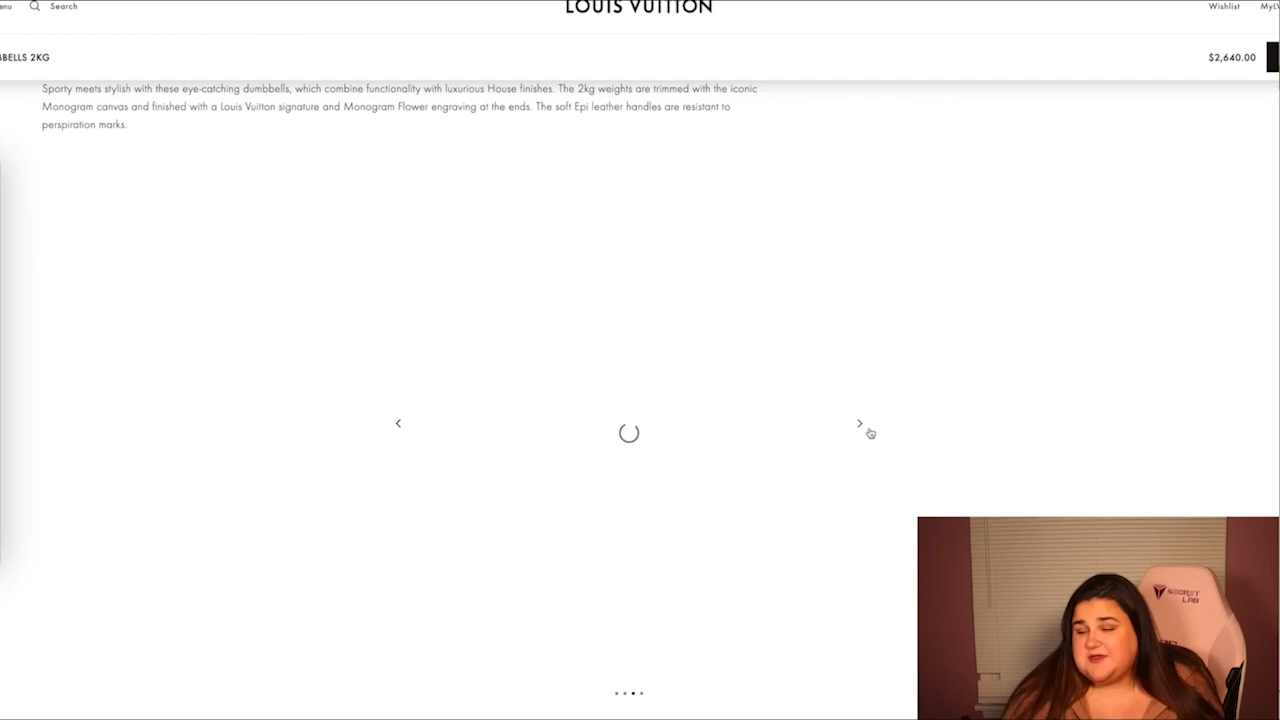 enu
Search
LOUIS VUITTON
Wishlist
MyLV
BBELLS 2KG
$2,640.00
Sporty meets stylish with these eye-catching dumbbells, which combine functionality with luxurious House finishes. The 2kg weights are trimmed with the iconic
Monogram canvas and finished with a Louis Vuitton signature and Monogram Flower engraving at the ends. The soft Epi leather handles are resistant to
perspiration marks.
SECRET
LAB